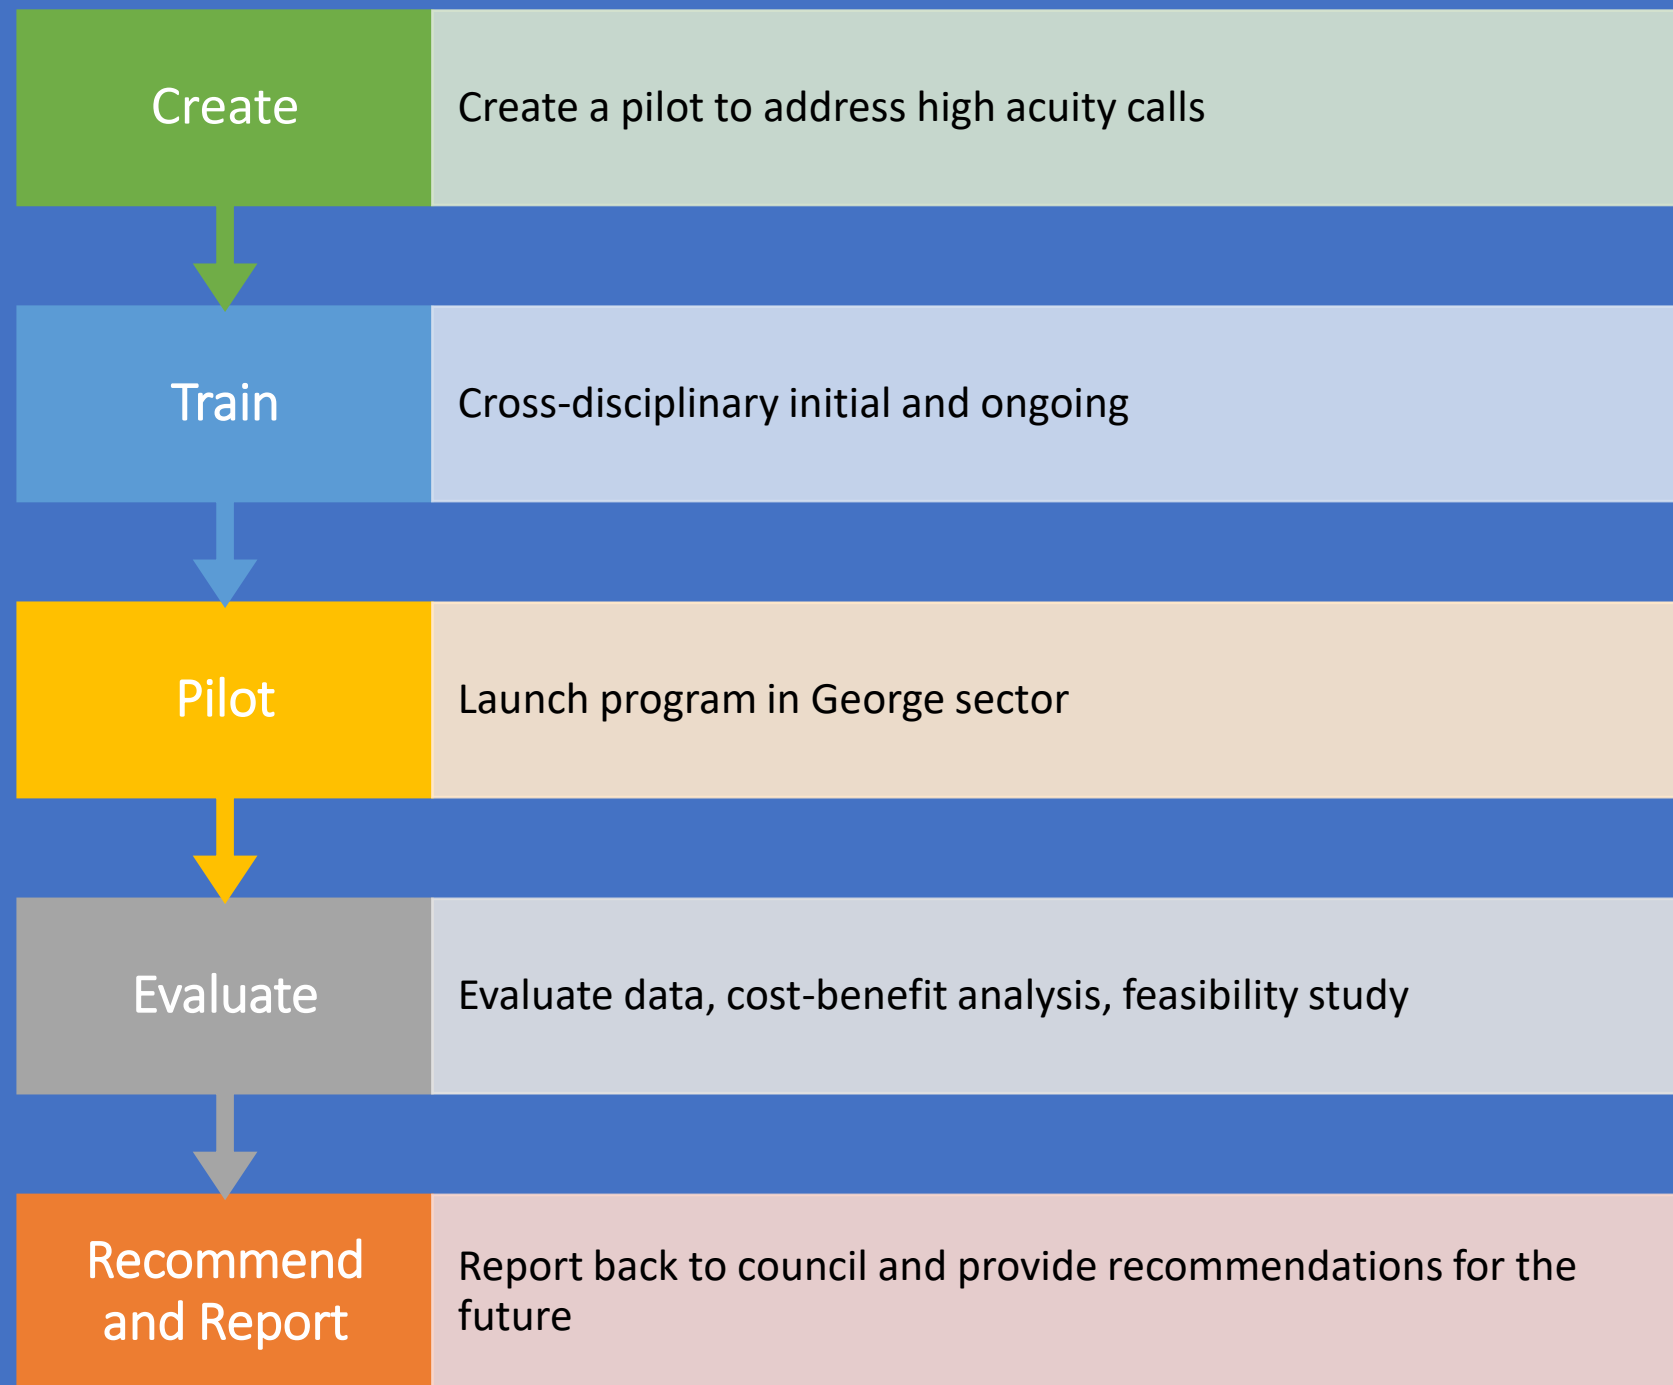 Create
Create a pilot to address high acuity calls
Train
Cross-disciplinary initial and ongoing
Pilot
Launch program in George sector
Evaluate
Evaluate data, cost-benefit analysis, feasibility study
Recommend
and Report
Report back to council and provide recommendations for the
future